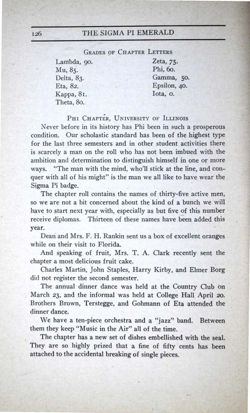 126 THE SIGMA PI EMERALD
GRADES OF CHAPTER LETTERS
Lambda, 90. Zeta, 75.
Mu, 85. Phi, 60.
Delta, 83. Gamma, 50.
Eta, 82. Epsilon, 40.
Kappa, 81. Iota, 0.
Theta, 80.
PHI CHAPTER, UNIVERSITY OF ILLINOIS
Never before in its history has Phi been in such a prosperous
condition. Our scholastic standard has been of the highest type
for the last three semesters and in other student activities there
is scarcely a man on the roll who has not been imbued with the
ambition and determination to distinguish himself in one or more
ways. "The man with the mind, who'll stick at the line, and con-
quer with all of his might" is the man we all like to have wear the
Sigma Pi badge.
The chapter roll contains the names of thirty-five active men,
so we are not a bit concerned about the kind of a bunch we will
have to start next year with, especially as but five of this number
receive diplomas. Thirteen of these names have been added this
year.
Dean and Mrs. F. H. Rankin sent us a box of excellent oranges
while on their visit to Florida.
And speaking of fruit, Mrs. T. A. Clark recently sent the
chapter a most delicious fruit cake.
Charles Martin, John Staples, Harry Kirby, and Elmer Borg
did not register the second semester.
The annual dinner dance was held at the Country Club on
March 23, and the informal was held at College Hall April 20.
Brothers Brown, Terstegge, and Gohmann of Eta attended the
dinner dance.
We have a ten-piece orchestra and a "jazz" band. Between
them they keep "Music in the Air" all of the time.
The chapter has a new set of dishes embellished with the seal.
They are so highly prized that a fine of fifty cents has been
attached to the accidental breaking of single pieces.